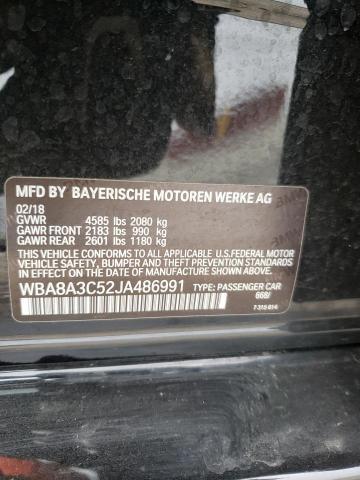 MFD BY BAYERISCHE MOTOREN WERKE AG
02/18
GVWR 4585 lbs 2080 kg
GAWR FRONT 2183 lbs 990 kg
GAWR REAR 2601 lbs 1180 kg
THIS VEHICLE CONFORMS TO ALL APPLICABLE U.S.FEDERAL MOTOR
VEHICLE SAFETY, BUMPER, AND THEFT PREVENTION STANDARDS IN
EFFECT ON THE DATE OF MANUFACTURE SHOWN ABOVE.
WBA8A3C52JA486991 TYPE: PASSENGER CAR
668/